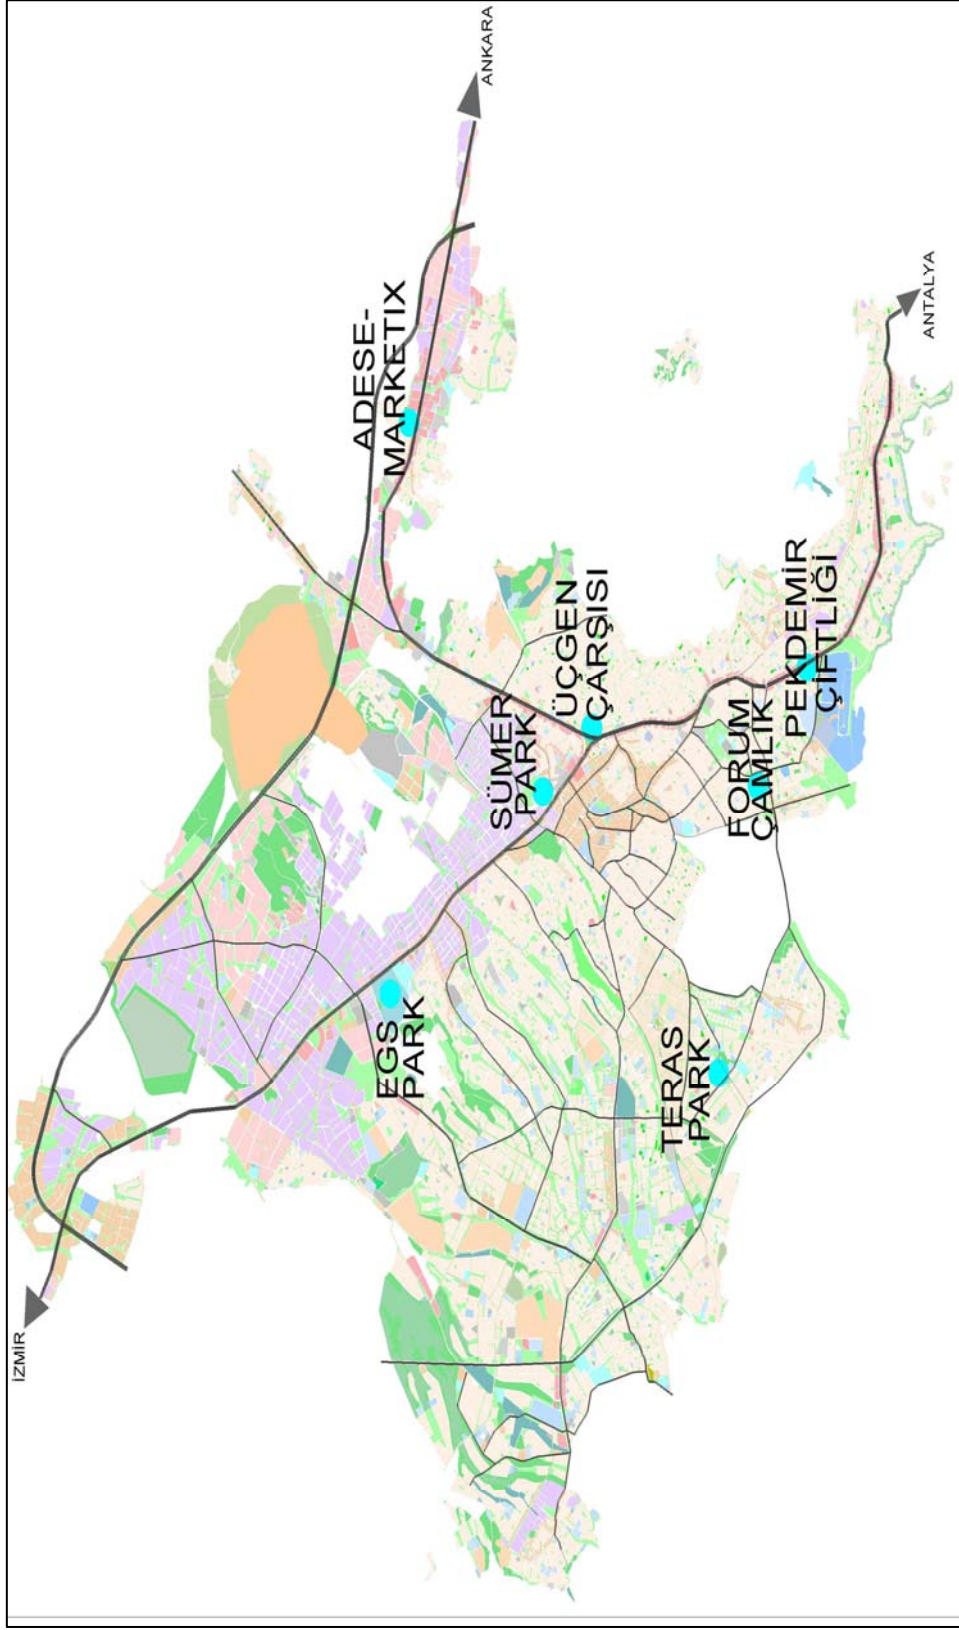 İZMİR
ANKARA
ADESE-
MARKETIX
EGS
PARK
SÜMER
PARK
ÜÇGEN
ÇARŞISI
TERAS
PARK
FORUM
ÇAMLIK
PEKDEMİR
ÇİFTLİĞİ
ANTALYA